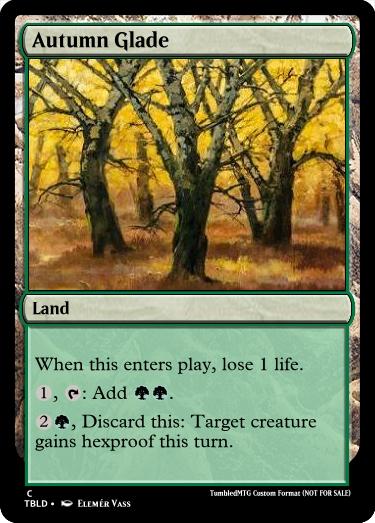 Autumn Glade
Land
When this enters play, lose 1 life.
1, : Add .
2, Discard this: Target creature
gains hexproof this turn.
C
TBLD • Elemér Vass
TumbledMTG Custom Format (NOT FOR SALE)